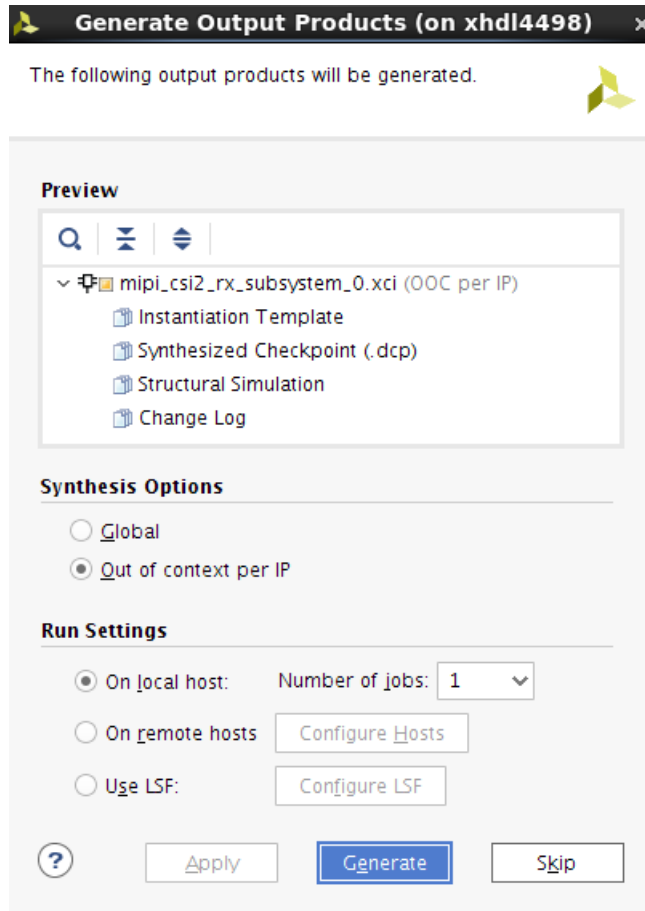 Generate Output Products (on xhdl4498)
The following output products will be generated.
Preview
mipi_csi2_rx_subsystem_0.xci (OOC per IP)
Instantiation Template
Synthesized Checkpoint (.dcp)
Structural Simulation
Change Log
Synthesis Options
Global
Out of context per IP
Run Settings
On local host: Number of jobs: 1
On remote hosts Configure Hosts
Use LSF: Configure LSF
? Apply Generate Skip